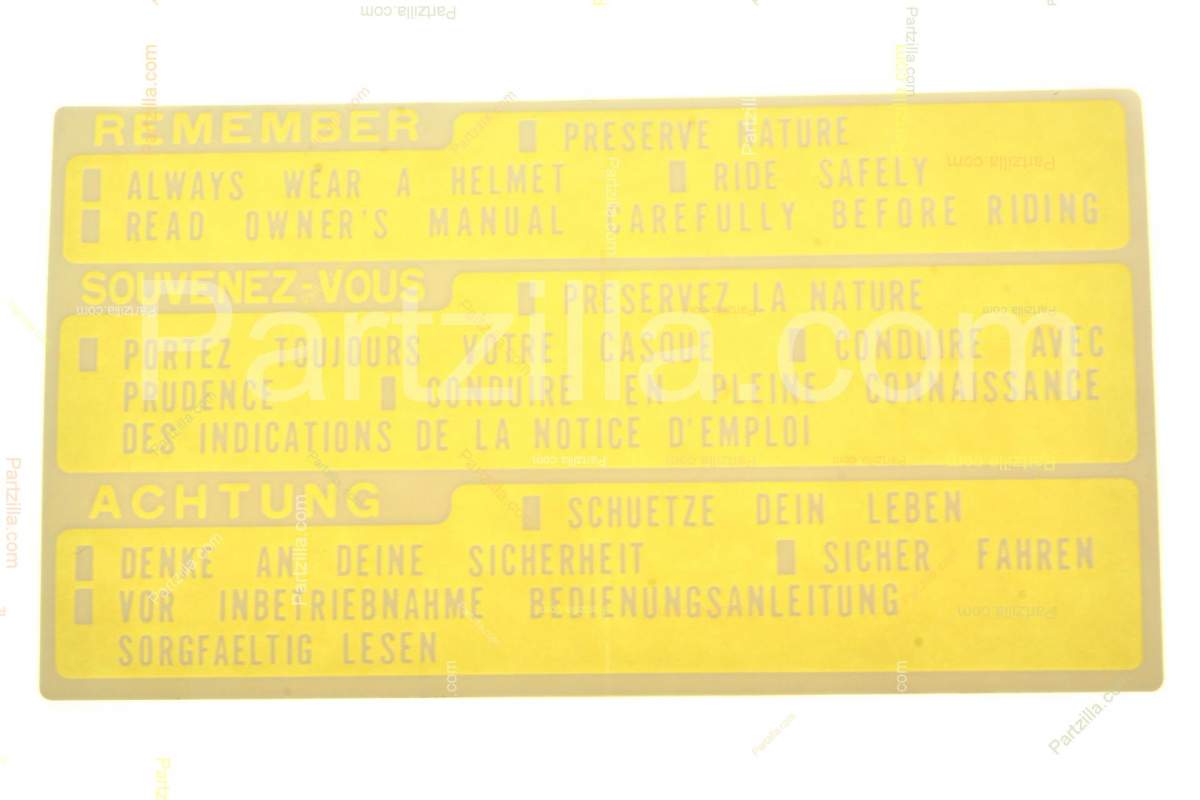 REMEMBER
PRESERVE NATURE
ALWAYS WEAR A HELMET RIDE SAFELY
READ OWNER'S MANUAL CAREFULLY BEFORE RIDING
SOUVENEZ-VOUS
PRESERVEZ LA NATURE
PORTEZ TOUJOURS VOTRE CASQUE CONDUIRE AVEC
PRUDENCE CONDUIRE EN PLEINE CONNAISSANCE
DES INDICATIONS DE LA NOTICE D'EMPLOI
ACHTUNG
SCHUETZE DEIN LEBEN
DENKE AN DEINE SICHERHEIT SICHER FAHREN
VOR INBETRIEBNAHME BEDIENUNGSANLEITUNG
SORGFAELTIG LESEN
Partzilla.com